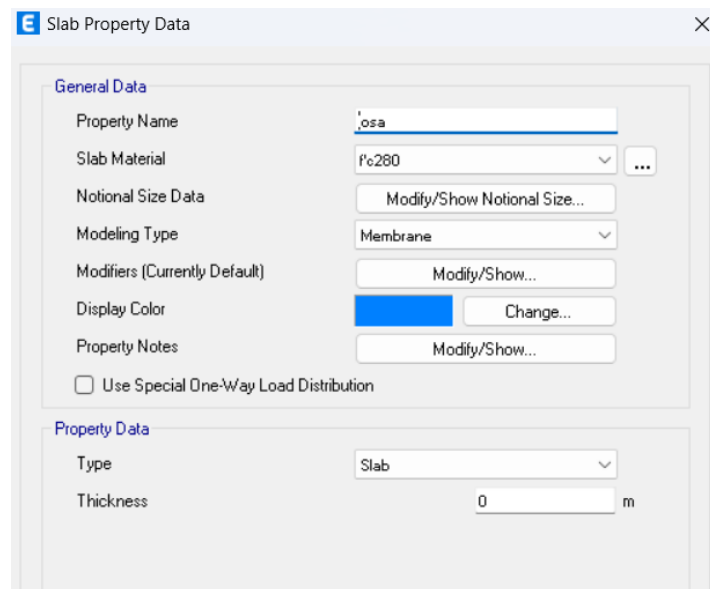 E Slab Property Data
General Data
Property Name ,osa
Slab Material f'c280 ...
Notional Size Data Modify/Show Notional Size...
Modeling Type Membrane
Modifiers (Currently Default) Modify/Show...
Display Color Change...
Property Notes Modify/Show...
Use Special One-Way Load Distribution
Property Data
Type Slab
Thickness 0 m